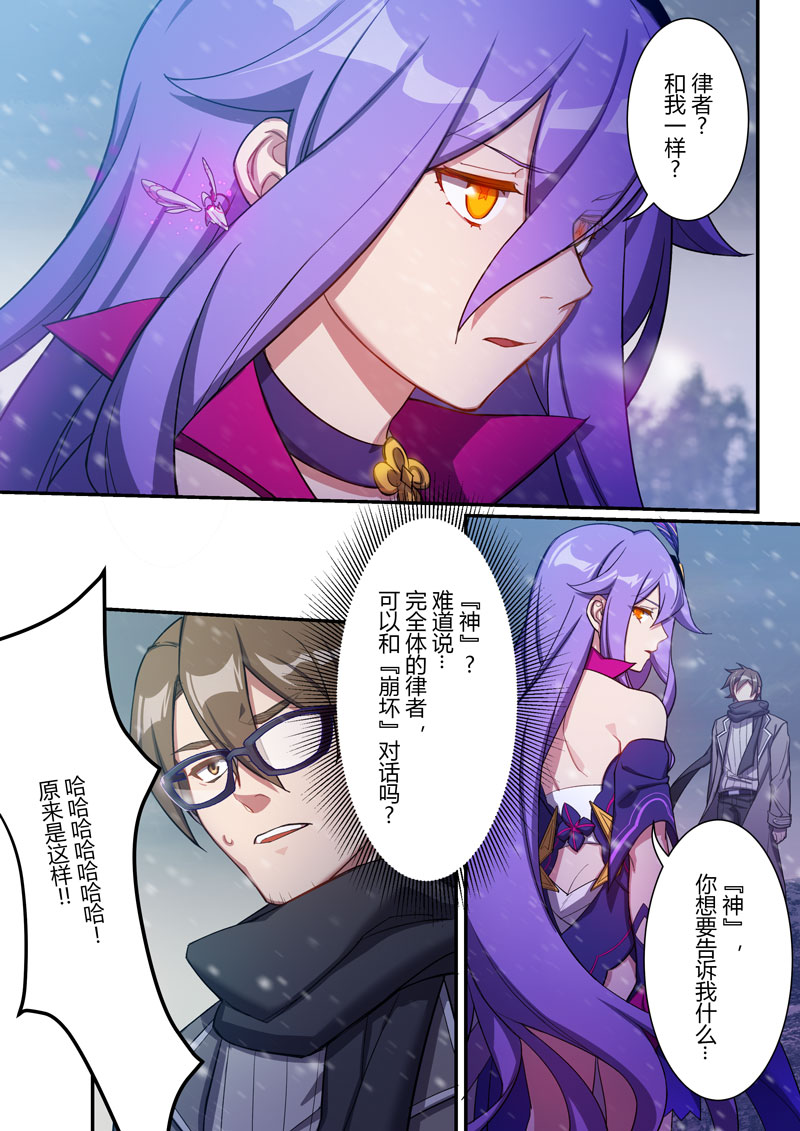 律者？
和我一样？
『神』，
你想要告诉我什么…
『神』？
难道说…
完全体的律者，
可以和『崩坏』对话吗？
哈哈哈哈哈哈哈！
原来是这样!!